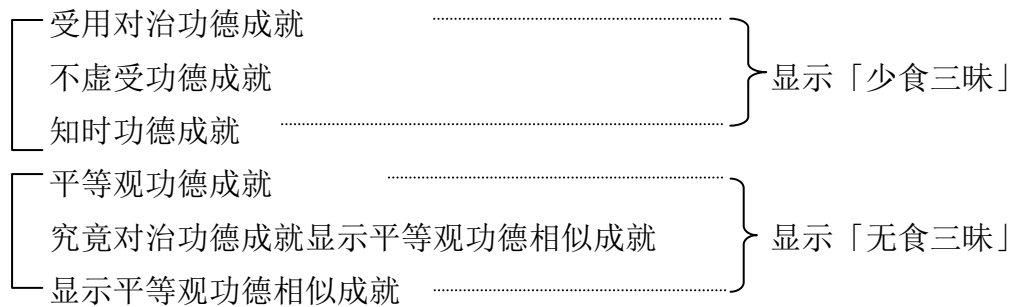 受用对治功德成就
不虚受功德成就
显示「少食三昧」
知时功德成就
平等观功德成就
究竟对治功德成就显示平等观功德相似成就
显示「无食三昧」
显示平等观功德相似成就